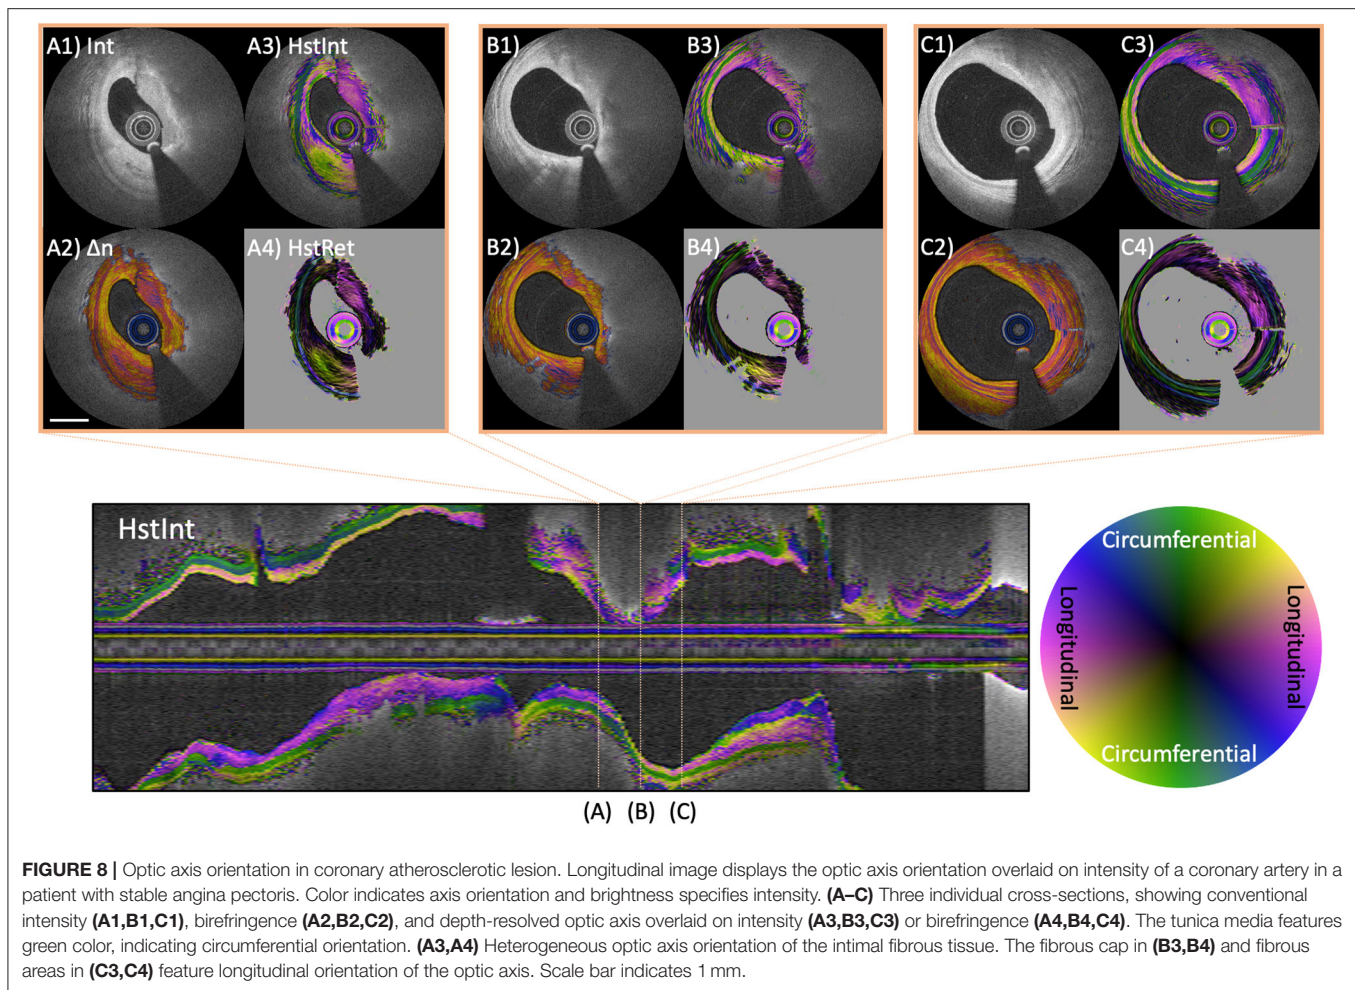 A1) Int
A3) HstInt
B1)
B3)
C1)
C3)
A2) Δn
A4) HstRet
B2)
B4)
C2)
C4)
HstInt
Circumferential
Longitudinal
Longitudinal
Circumferential
(A) (B) (C)
FIGURE 8 | Optic axis orientation in coronary atherosclerotic lesion. Longitudinal image displays the optic axis orientation overlaid on intensity of a coronary artery in a
patient with stable angina pectoris. Color indicates axis orientation and brightness specifies intensity. (A–C) Three individual cross-sections, showing conventional
intensity (A1,B1,C1), birefringence (A2,B2,C2), and depth-resolved optic axis overlaid on intensity (A3,B3,C3) or birefringence (A4,B4,C4). The tunica media features
green color, indicating circumferential orientation. (A3,A4) Heterogeneous optic axis orientation of the intimal fibrous tissue. The fibrous cap in (B3,B4) and fibrous
areas in (C3,C4) feature longitudinal orientation of the optic axis. Scale bar indicates 1 mm.